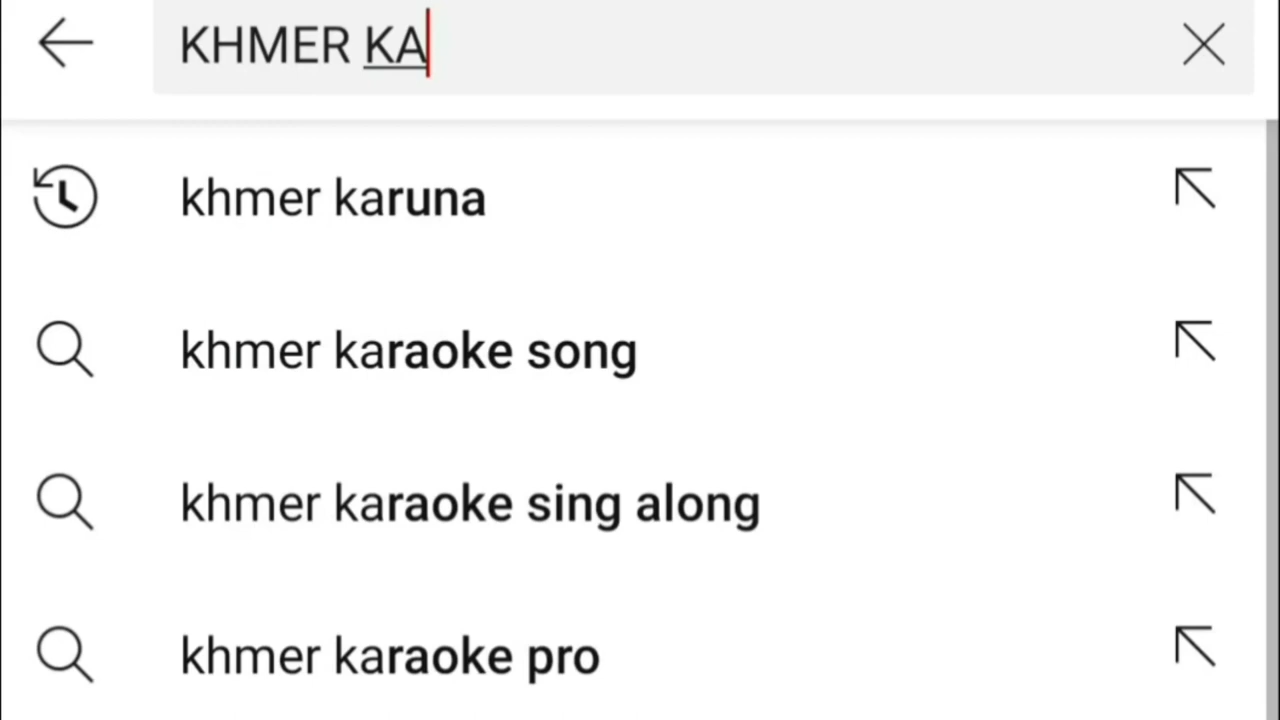 KHMER KA
khmer karuna
khmer karaoke song
khmer karaoke sing along
khmer karaoke pro